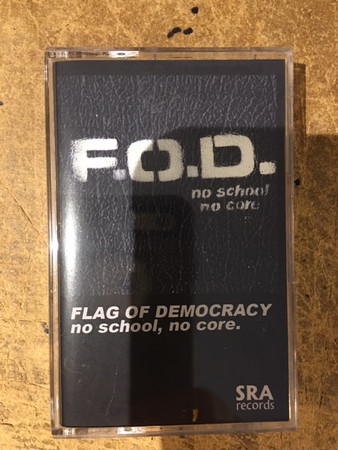 F.O.D.
no school
no core
FLAG OF DEMOCRACY
no school, no core.
SRA
records